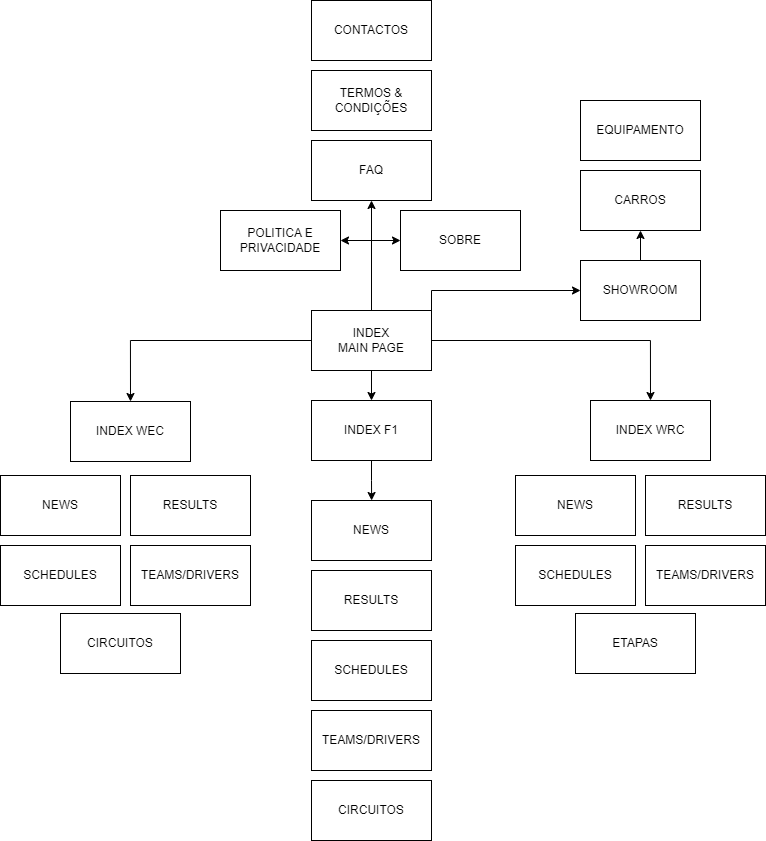 CONTACTOS
TERMOS &
CONDIÇÕES
EQUIPAMENTO
FAQ
CARROS
POLITICA E
PRIVACIDADE
SOBRE
SHOWROOM
INDEX
MAIN PAGE
INDEX WEC
INDEX F1
INDEX WRC
NEWS
RESULTS
SCHEDULES
TEAMS/DRIVERS
CIRCUITOS
NEWS
RESULTS
SCHEDULES
TEAMS/DRIVERS
CIRCUITOS
NEWS
RESULTS
SCHEDULES
TEAMS/DRIVERS
ETAPAS